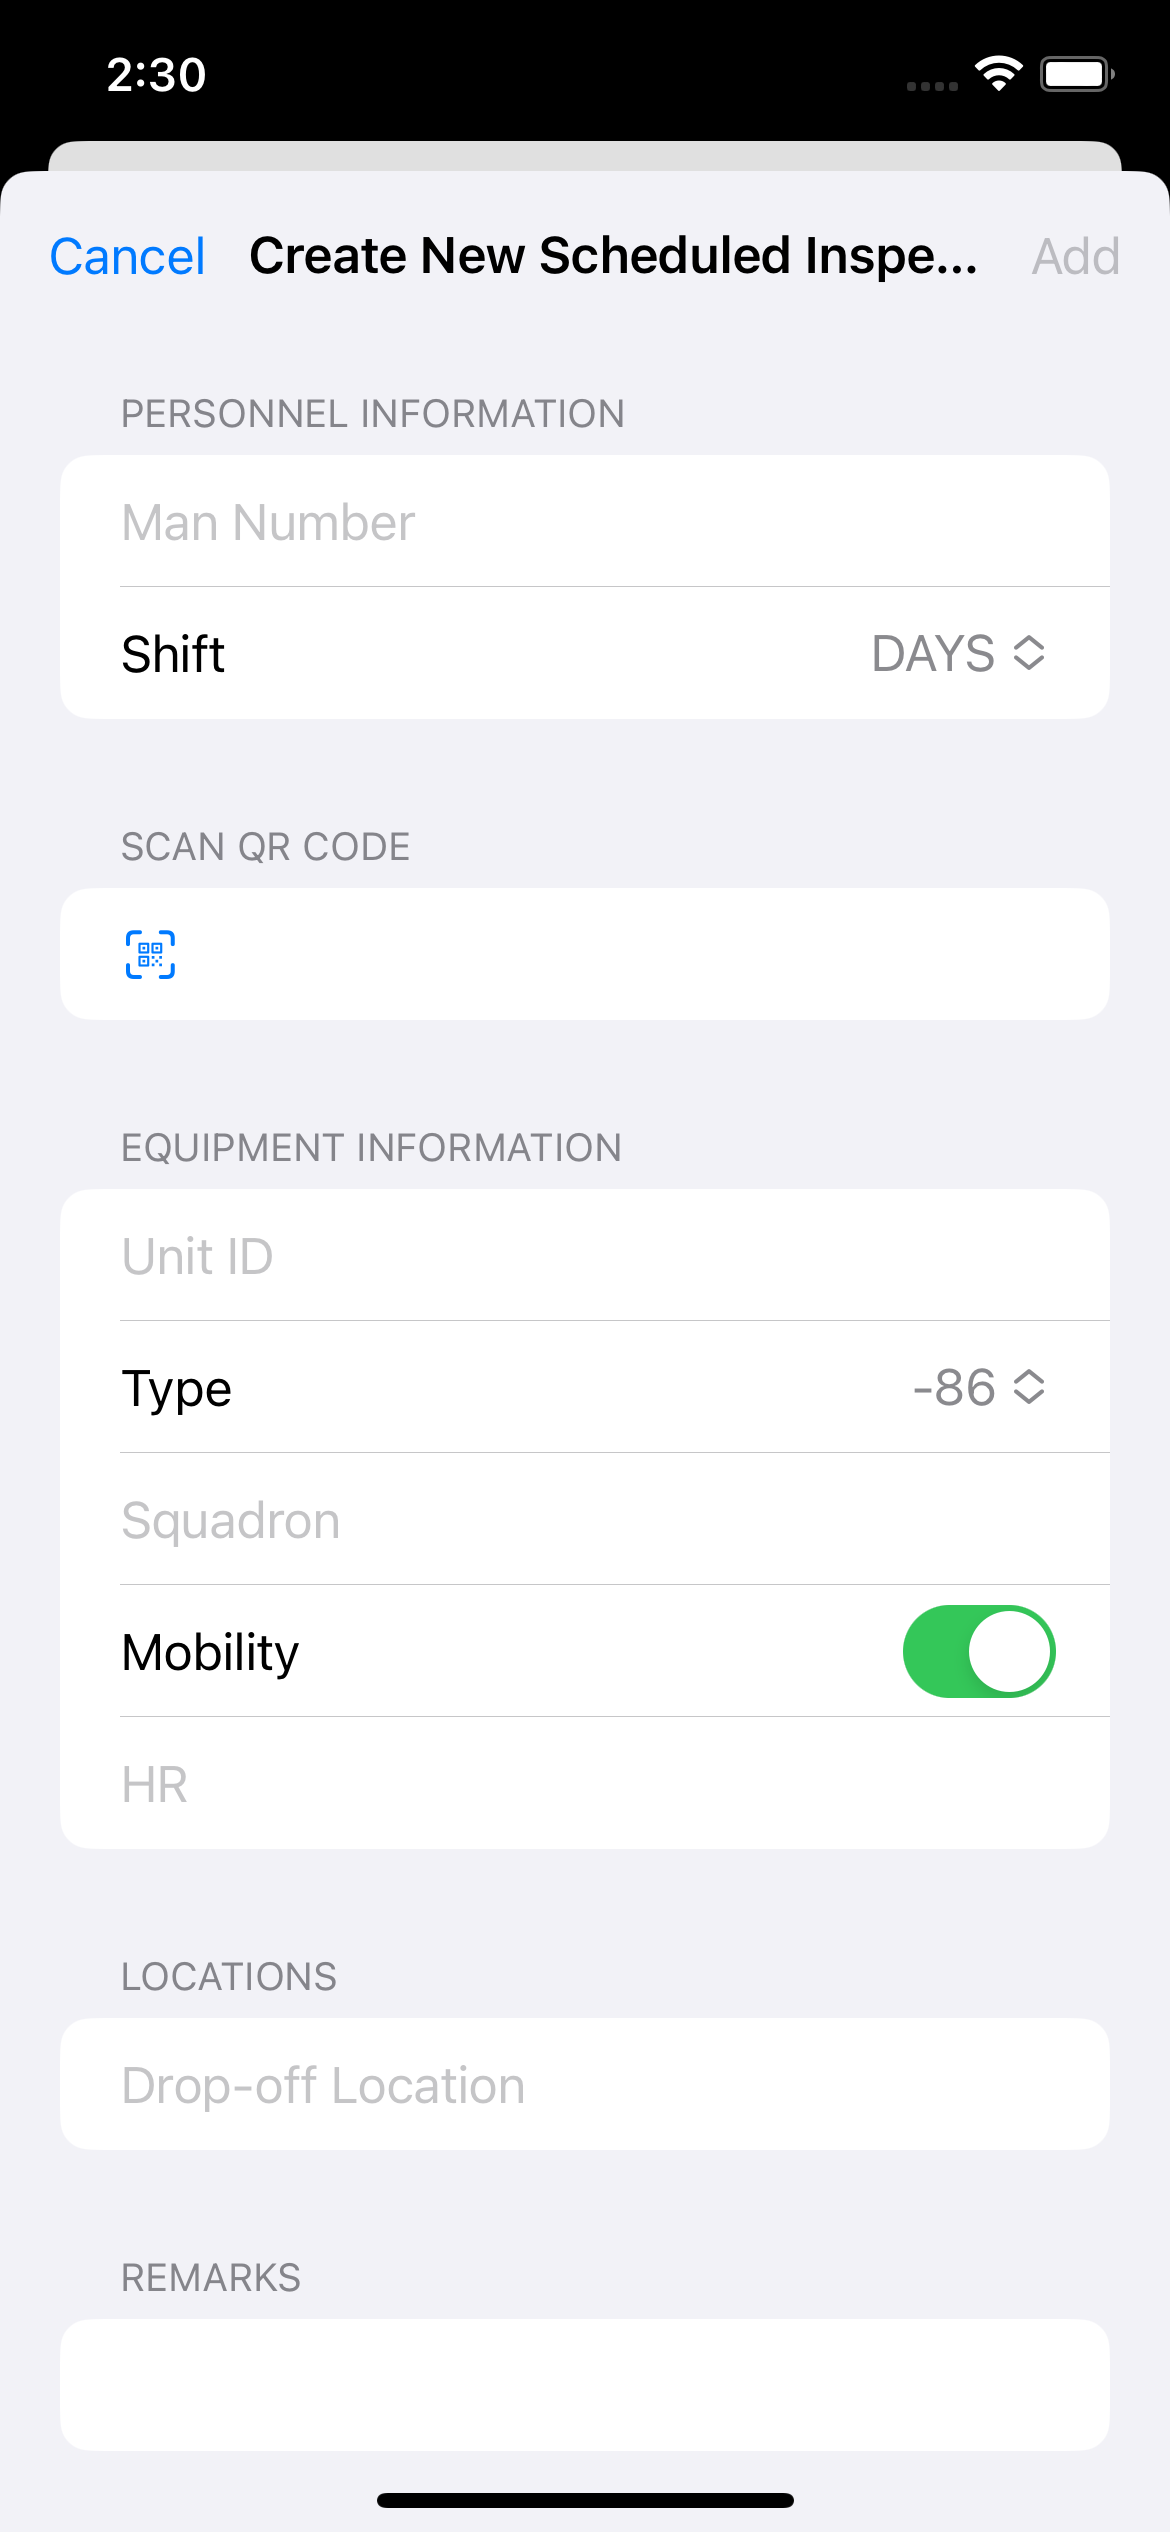 2:30
Cancel Create New Scheduled Inspe... Add
PERSONNEL INFORMATION
Man Number
Shift DAYS
SCAN QR CODE
EQUIPMENT INFORMATION
Unit ID
Type -86
Squadron
Mobility
HR
LOCATIONS
Drop-off Location
REMARKS